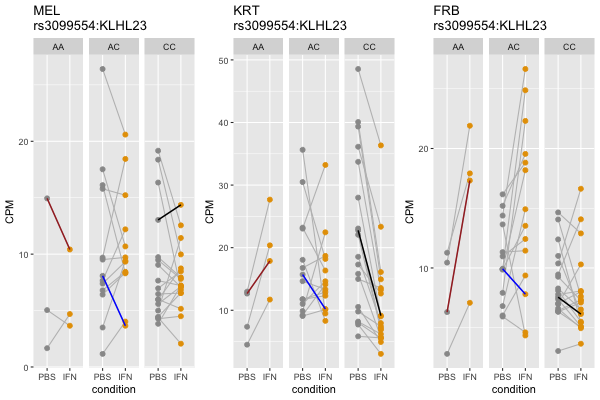 MEL
rs3099554:KLHL23
AA AC CC
20
10
0
CPM
PBS IFN PBS IFN PBS IFN
condition
KRT
rs3099554:KLHL23
AA AC CC
50
40
30
20
10
CPM
PBS IFN PBS IFN PBS IFN
condition
FRB
rs3099554:KLHL23
AA AC CC
20
10
CPM
PBS IFN PBS IFN PBS IFN
condition